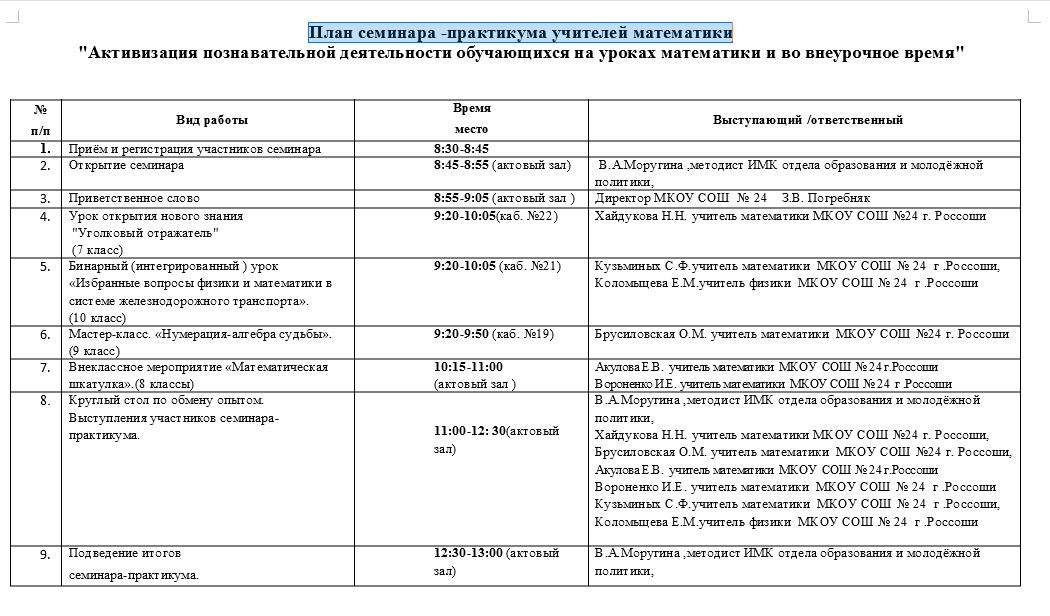 План семинара -практикума учителей математики
"Активизация познавательной деятельности обучающихся на уроках математики и во внеурочное время"
№
п/п
Вид работы
Время
место
Выступающий /ответственный
1.
Приём и регистрация участников семинара
8:30-8:45
2.
Открытие семинара
8:45-8:55 (актовый зал)
В.А.Моругина ,методист ИМК отдела образования и молодёжной
политики,
3.
Приветственное слово
8:55-9:05 (актовый зал )
Директор МКОУ СОШ № 24 З.В. Погребняк
4.
Урок открытия нового знания
"Уголковый отражатель"
(7 класс)
9:20-10:05(каб. №22)
Хайдукова Н.Н. учитель математики МКОУ СОШ №24 г. Россоши
5.
Бинарный (интегрированный ) урок
«Избранные вопросы физики и математики в
системе железнодорожного транспорта».
(10 класс)
9:20-10:05 (каб. №21)
Кузьминых С.Ф.учитель математики МКОУ СОШ № 24 г .Россоши,
Коломыцева Е.М.учитель физики МКОУ СОШ № 24 г .Россоши
6.
Мастер-класс. «Нумерация-алгебра судьбы».
(9 класс)
9:20-9:50 (каб. №19)
Брусиловская О.М. учитель математики МКОУ СОШ №24 г. Россоши
7.
Внеклассное мероприятие «Математическая
шкатулка».(8 классы)
10:15-11:00
(актовый зал )
Акулова Е.В. учитель математики МКОУ СОШ №24 г.Россоши
Вороненко И.Е. учитель математики МКОУ СОШ № 24 г .Россоши
8.
Круглый стол по обмену опытом.
Выступления участников семинара-
практикума.
11:00-12: 30(актовый
зал)
В.А.Моругина ,методист ИМК отдела образования и молодёжной
политики,
Хайдукова Н.Н. учитель математики МКОУ СОШ №24 г. Россоши,
Брусиловская О.М. учитель математики МКОУ СОШ №24 г. Россоши,
Акулова Е.В. учитель математики МКОУ СОШ №24 г.Россоши
Вороненко И.Е. учитель математики МКОУ СОШ № 24 г .Россоши
Кузьминых С.Ф.учитель математики МКОУ СОШ № 24 г .Россоши,
Коломыцева Е.М.учитель физики МКОУ СОШ № 24 г .Россоши
9.
Подведение итогов
семинара-практикума.
12:30-13:00 (актовый
зал)
В.А.Моругина ,методист ИМК отдела образования и молодёжной
политики,